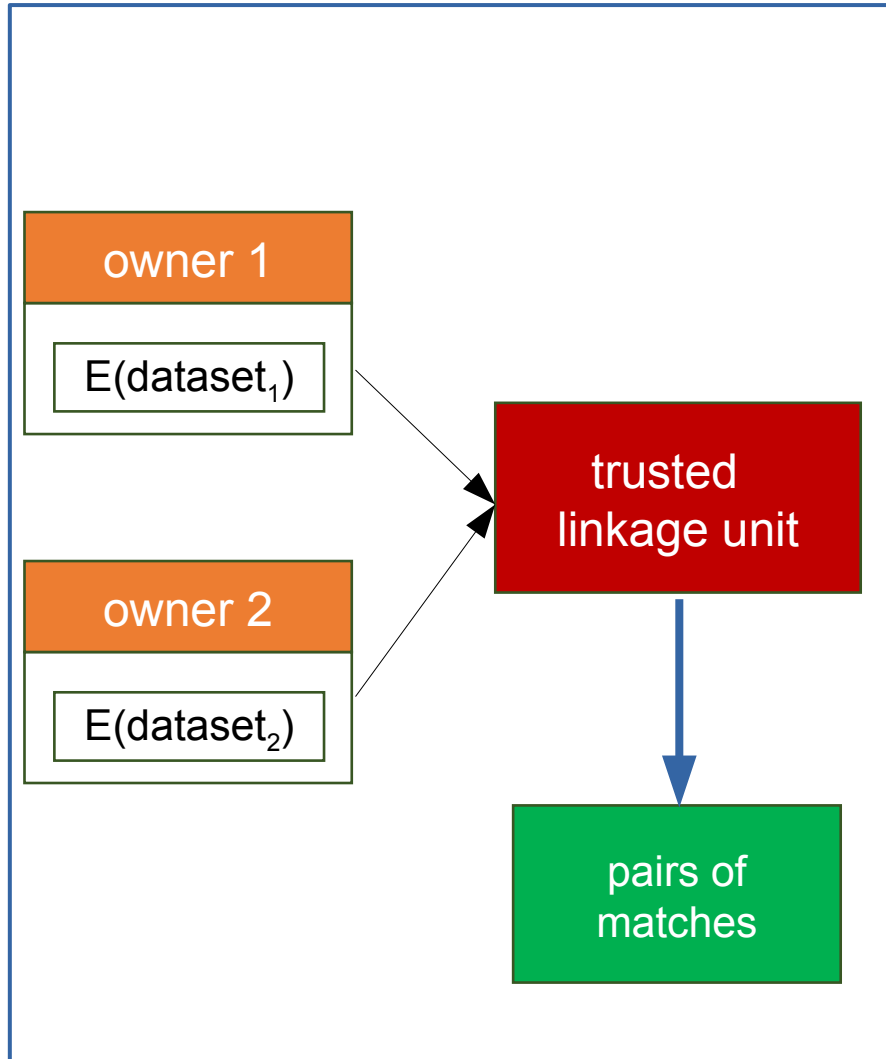 owner 1
E(dataset₁)
trusted
linkage unit
owner 2
E(dataset₂)
pairs of
matches